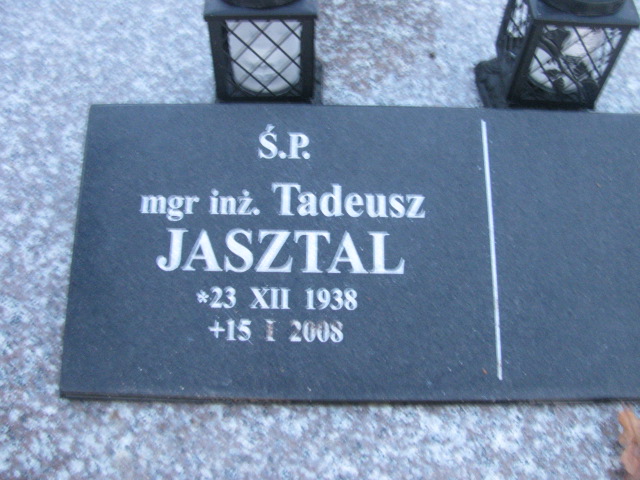 Ś.P.
mgr inż. Tadeusz
JASZTAL
*23 XII 1938
+15 I 2008